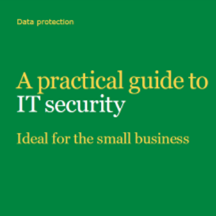 Data protection
A practical guide to
IT security
Ideal for the small business